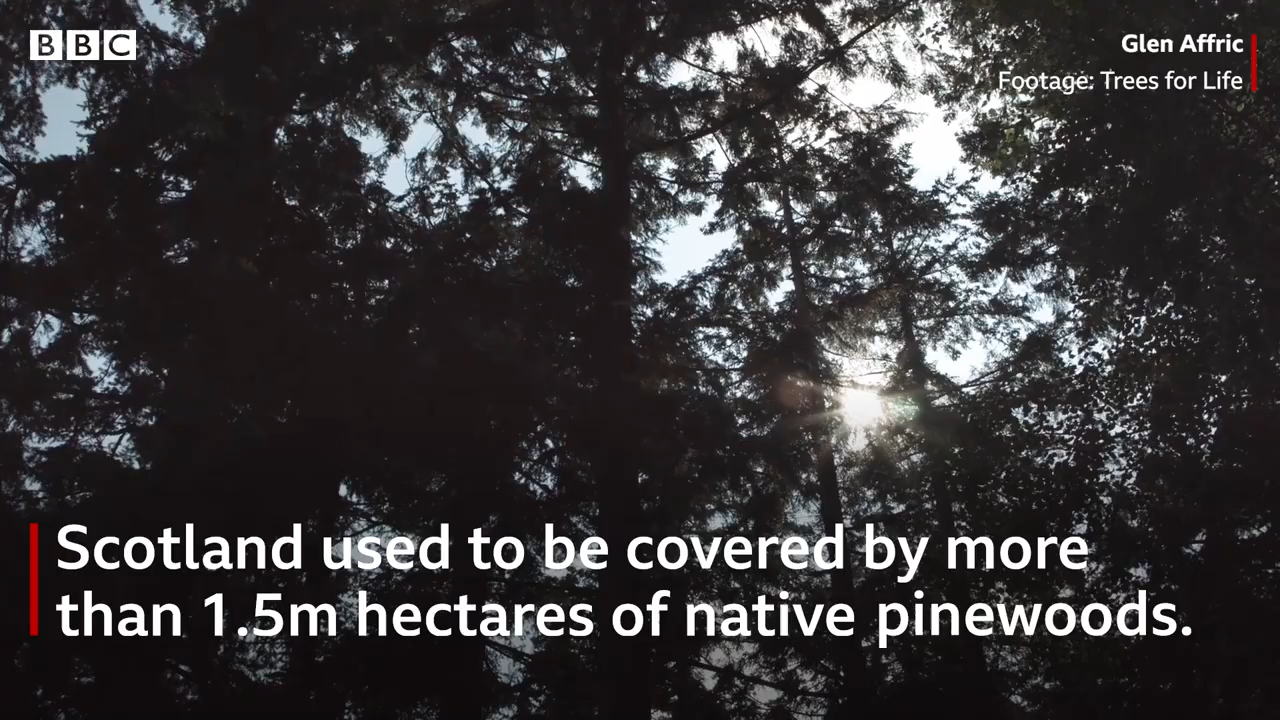 BBC
Glen Affric
Footage: Trees for Life
Scotland used to be covered by more
than 1.5m hectares of native pinewoods.